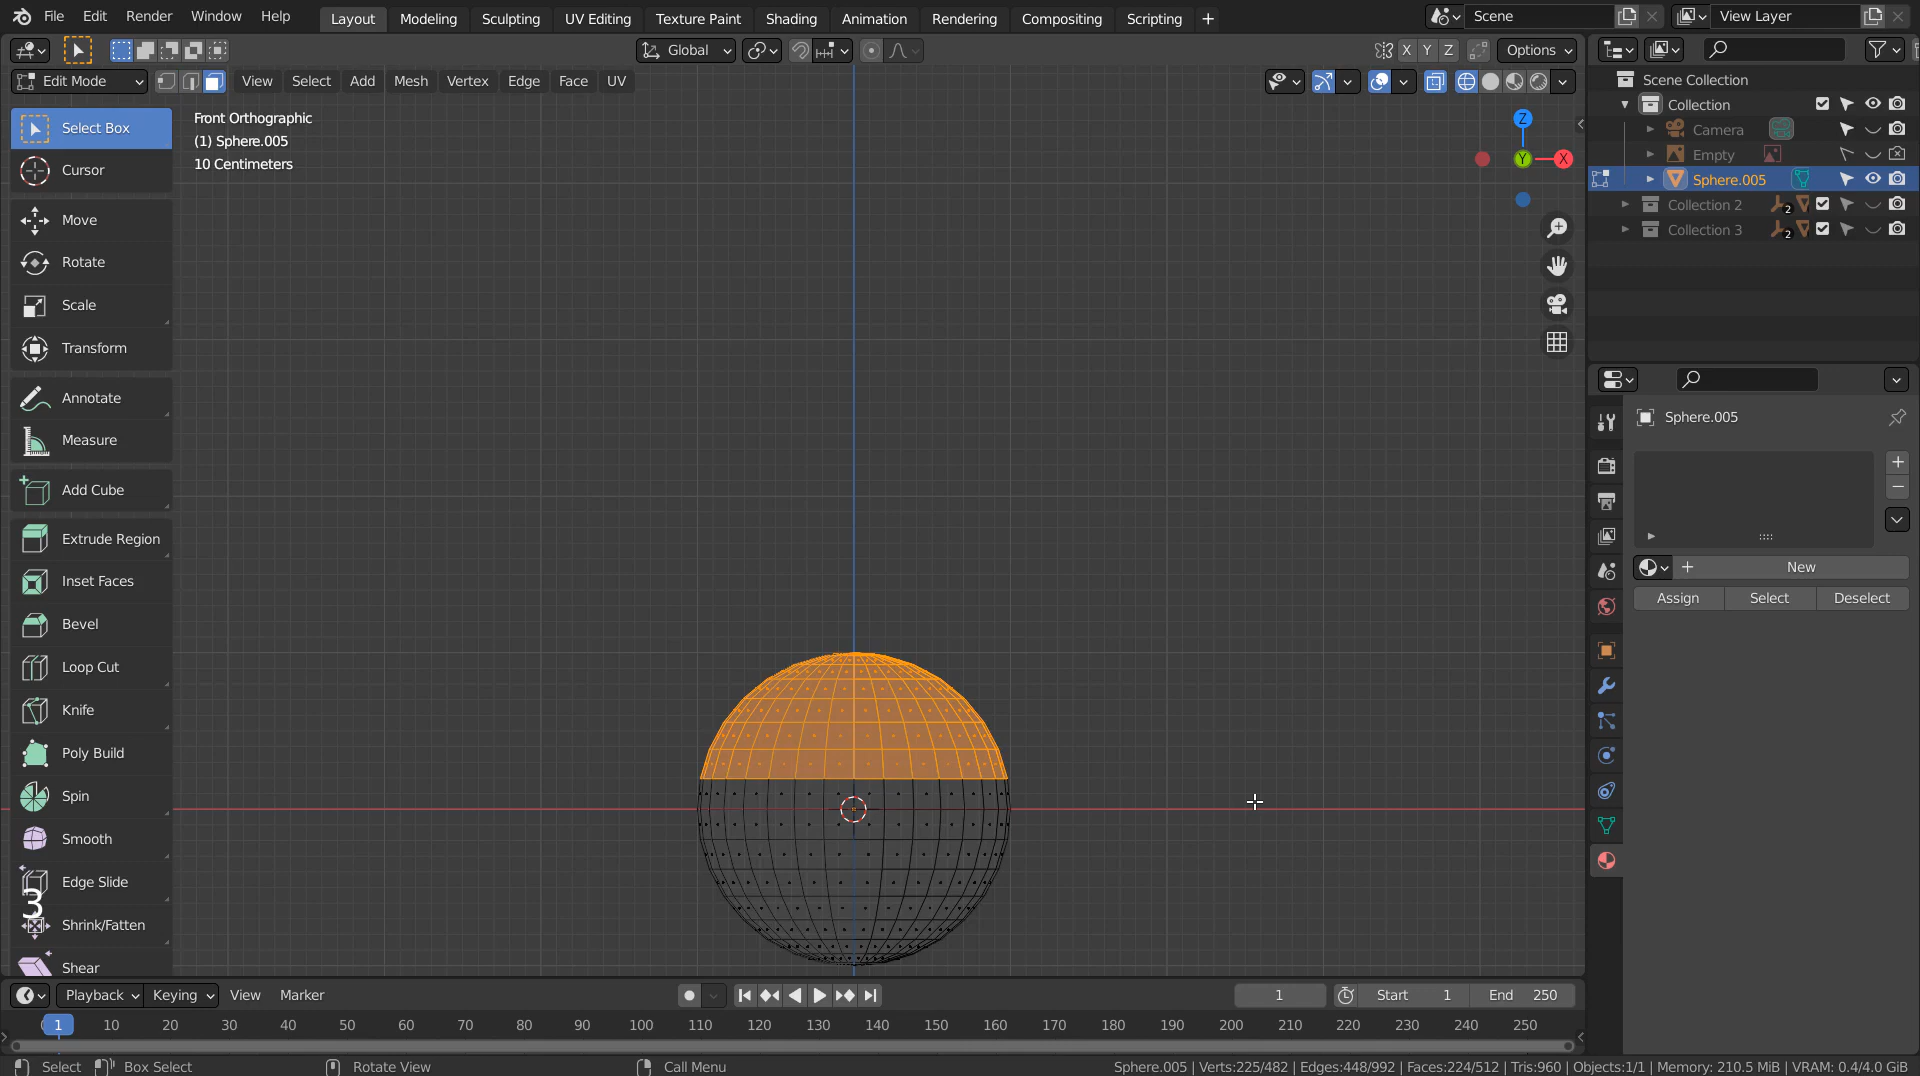 File Edit Render Window Help Layout Modeling Sculpting UV Editing Texture Paint Shading Animation Rendering Compositing Scripting + Scene View Layer
Global X Y Z Options
Edit Mode View Select Add Mesh Vertex Edge Face UV
Scene Collection
Collection
Camera
Empty
Sphere.005
Collection 2 2
Collection 3 2
Select Box
Cursor
Move
Rotate
Scale
Transform
Annotate
Measure
Add Cube
Extrude Region
Inset Faces
Bevel
Loop Cut
Knife
Poly Build
Spin
Smooth
Edge Slide
3
Shrink/Fatten
Shear
Front Orthographic
(1) Sphere.005
10 Centimeters
Z
Y X
Sphere.005
New
Assign Select Deselect
Playback Keying View Marker 1 Start 1 End 250
1 10 20 30 40 50 60 70 80 90 100 110 120 130 140 150 160 170 180 190 200 210 220 230 240 250
Select Box Select Rotate View Call Menu Sphere.005 | Verts:225/482 | Edges:448/992 | Faces:224/512 | Tris:960 | Objects:1/1 | Memory: 210.5 MiB | VRAM: 0.4/4.0 GiB